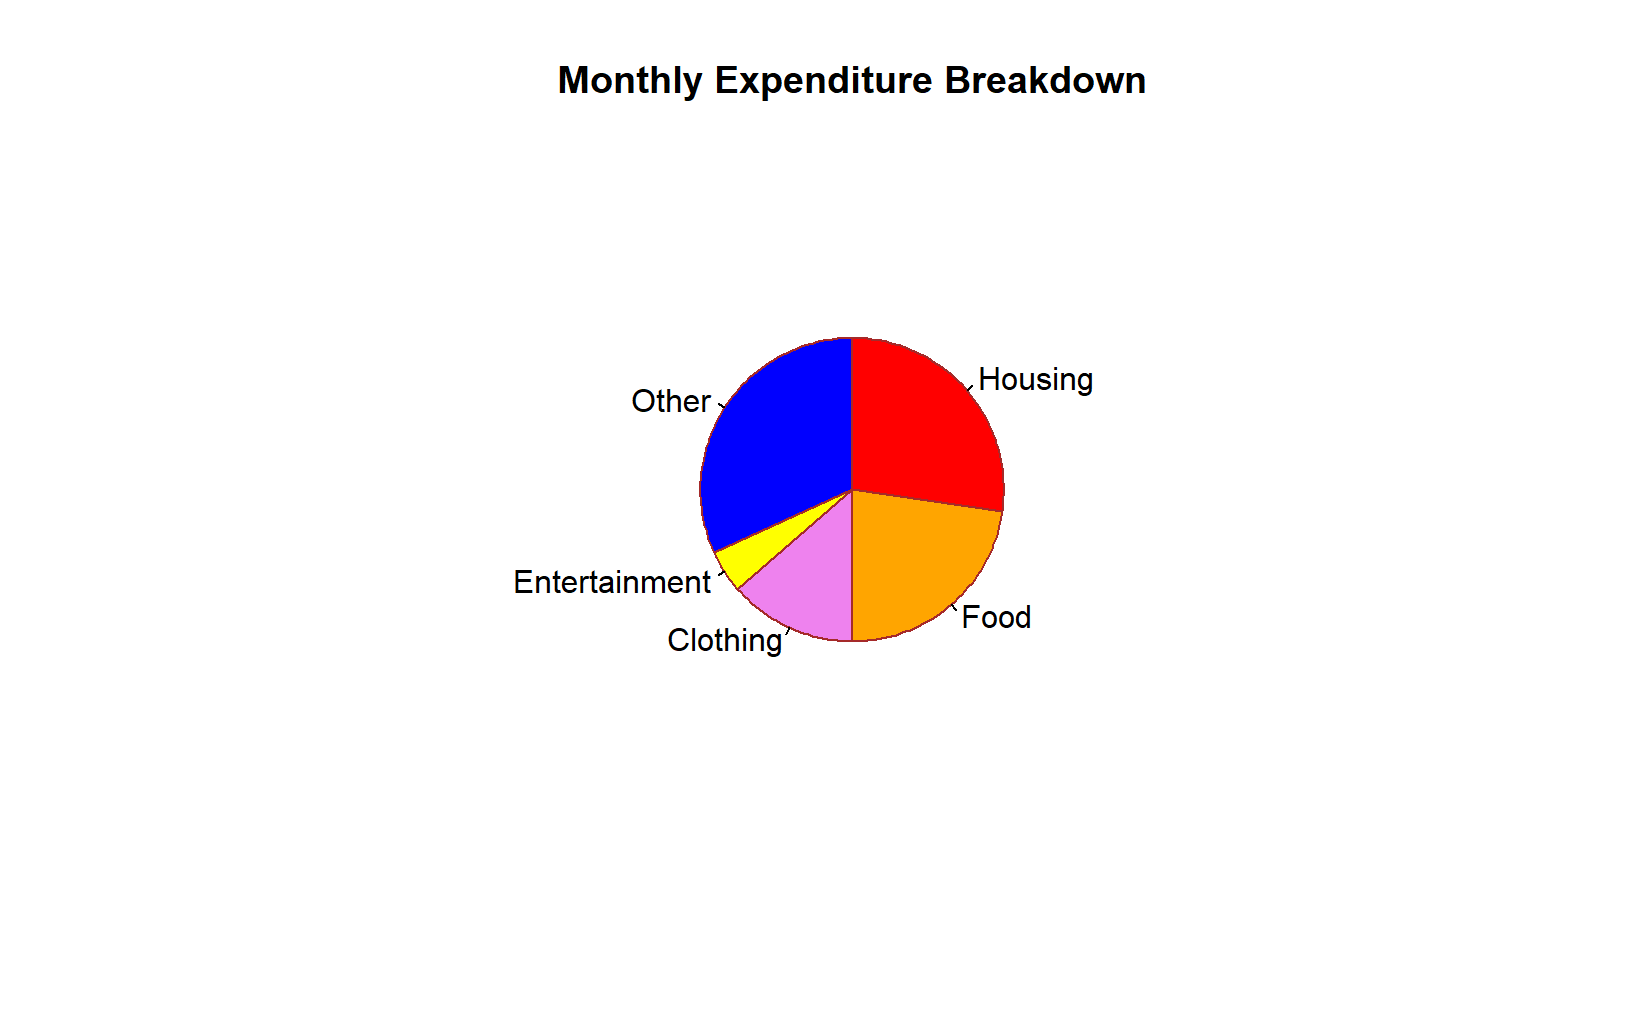 Monthly Expenditure Breakdown
Housing
Other
Entertainment
Food
Clothing